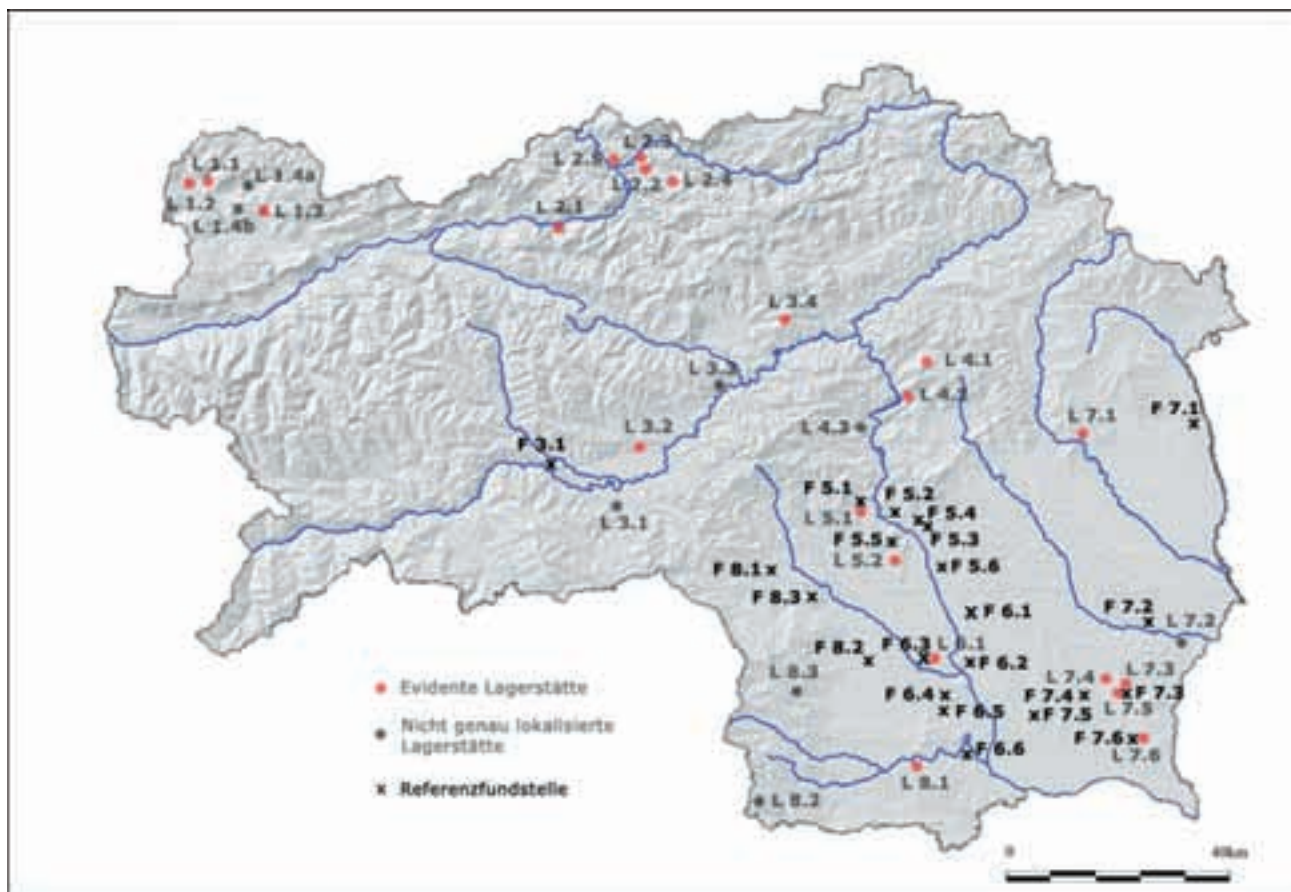 L 2.3
L 2.5
L 1.4a
L 2.2
L 2.4
L 1.2
L 1.3
L 1.4b
L 2.1
L 3.4
L 3.3
L 4.1
L 4.2
L 4.3
L 7.1
F 7.1
L 3.2
F 3.1
L 3.1
F 5.1
F 5.2
L 5.1
F 5.4
F 5.5
F 5.3
L 5.2
F 5.6
F 8.1
F 8.3
F 6.1
F 7.2
L 7.2
F 8.2
F 6.3
L 6.1
F 6.2
L 8.3
L 7.4
L 7.3
F 6.4
F 7.4
F 7.3
F 6.5
F 7.5
L 7.5
F 6.6
F 7.6
L 7.6
L 8.1
L 8.2
Evidente Lagerstätte
Nicht genau lokalisierte
Lagerstätte
Referenzfundstelle
0
40km